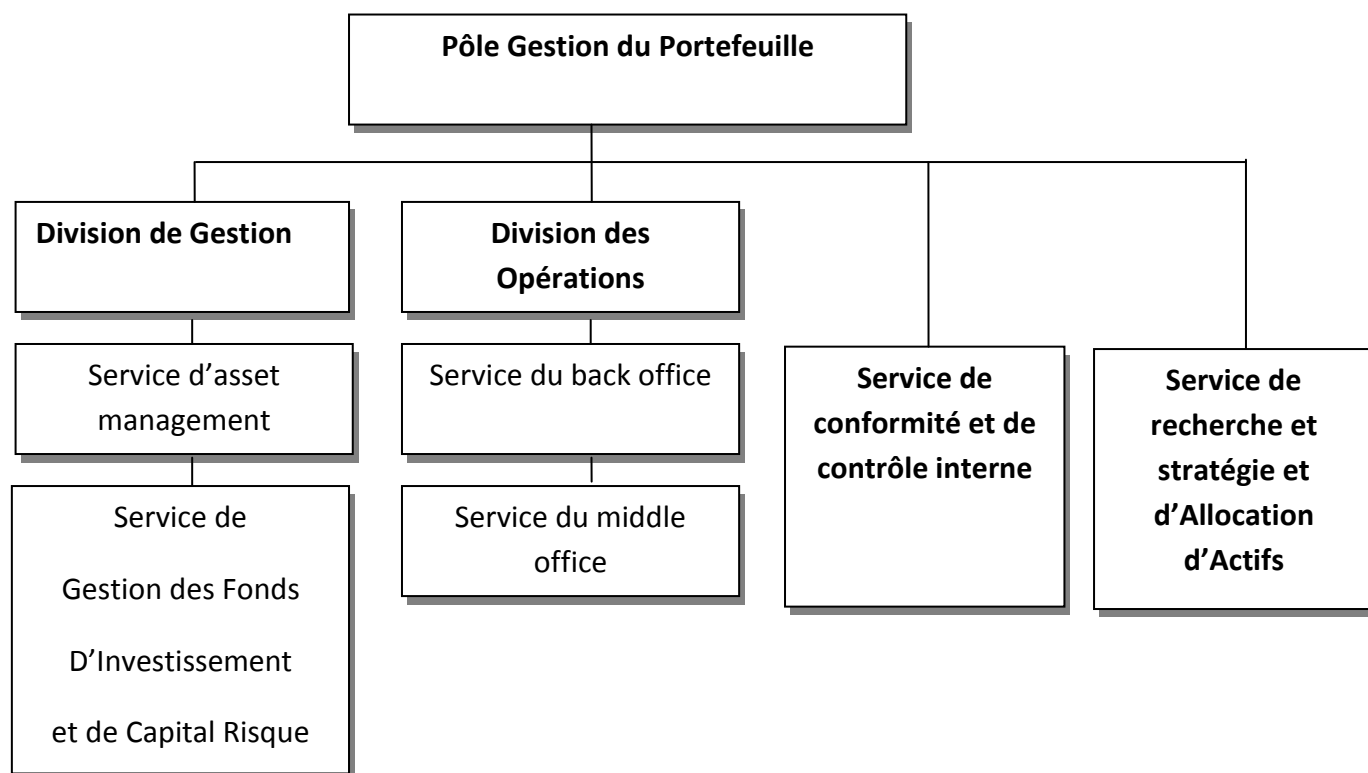 Pôle Gestion du Portefeuille
Division de Gestion
Division des
Opérations
Service d’asset
management
Service du back office
Service de
conformité et de
contrôle interne
Service de
recherche et
stratégie et
d’Allocation
d’Actifs
Service de
Gestion des Fonds
D’Investissement
et de Capital Risque
Service du middle
office